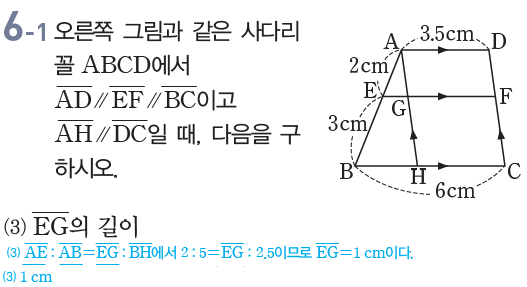 6-1 오른쪽 그림과 같은 사다리
꼴 ABCD에서
AD∥EF∥BC이고
AH∥DC일 때, 다음을 구
하시오.
A 3.5cm D
2cm
E G F
3cm
B H C
6cm
(3) EG의 길이
(3) AE : AB=EG : BH에서 2 : 5=EG : 2.5이므로 EG=1 cm이다.
(3) 1 cm